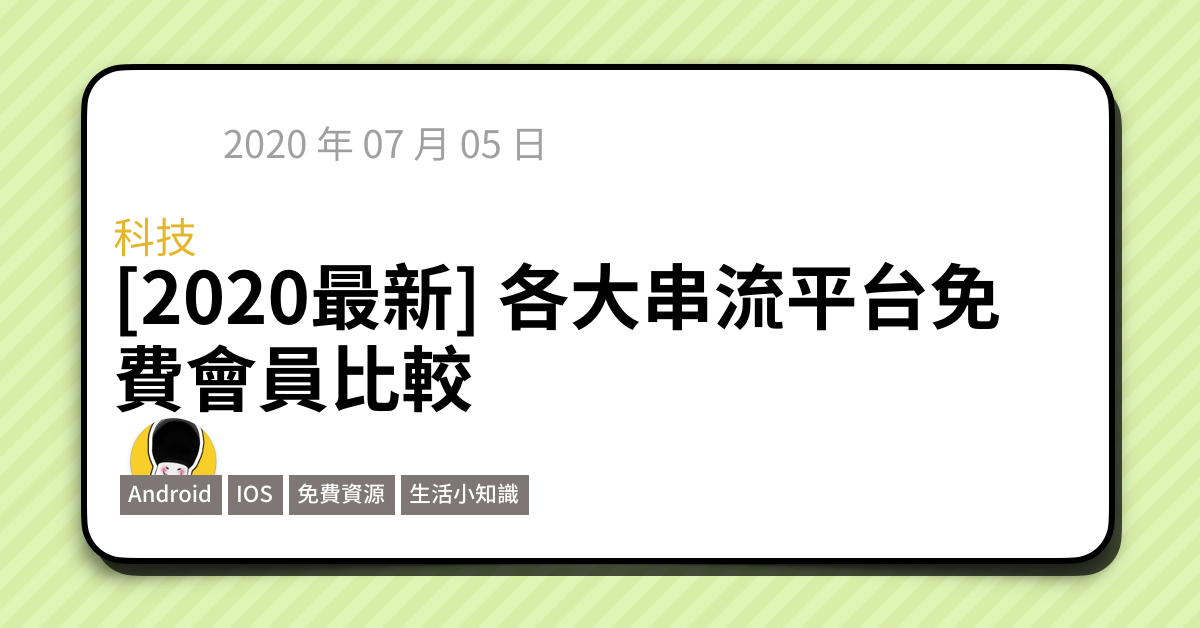 2020 年 07 月 05 日
科技
[2020最新] 各大串流平台免
費會員比較
Android IOS 免費資源 生活小知識